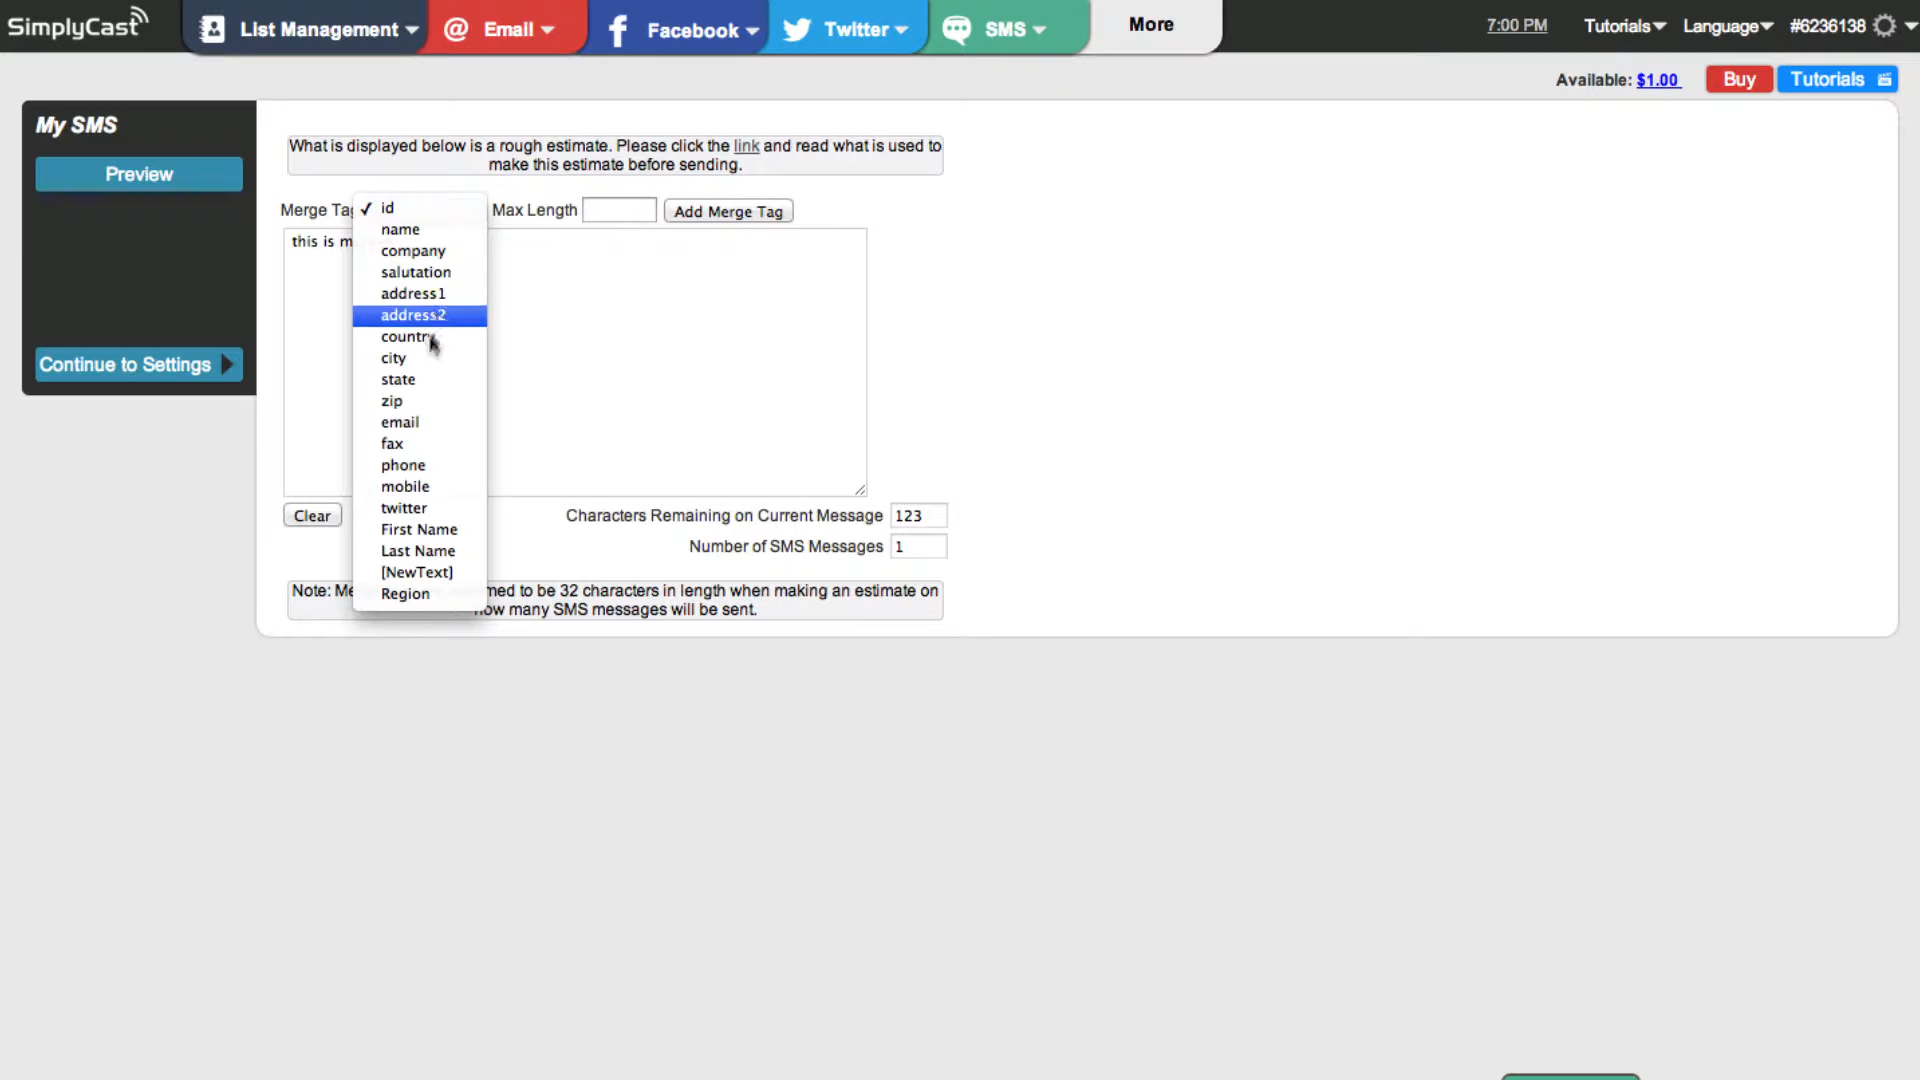 SimplyCast
List Management
Email
Facebook
Twitter
SMS
More
7:00 PM
Tutorials
Language
#6236138
Available: $1.00
Buy
Tutorials
My SMS
Preview
Continue to Settings
What is displayed below is a rough estimate. Please click the link and read what is used to
make this estimate before sending.
Merge Tag
Max Length
Add Merge Tag
this is m
✓ id
name
company
salutation
address1
address2
country
city
state
zip
email
fax
phone
mobile
twitter
First Name
Last Name
[NewText]
Region
Clear
Characters Remaining on Current Message 123
Number of SMS Messages 1
Note: Me med to be 32 characters in length when making an estimate on
how many SMS messages will be sent.